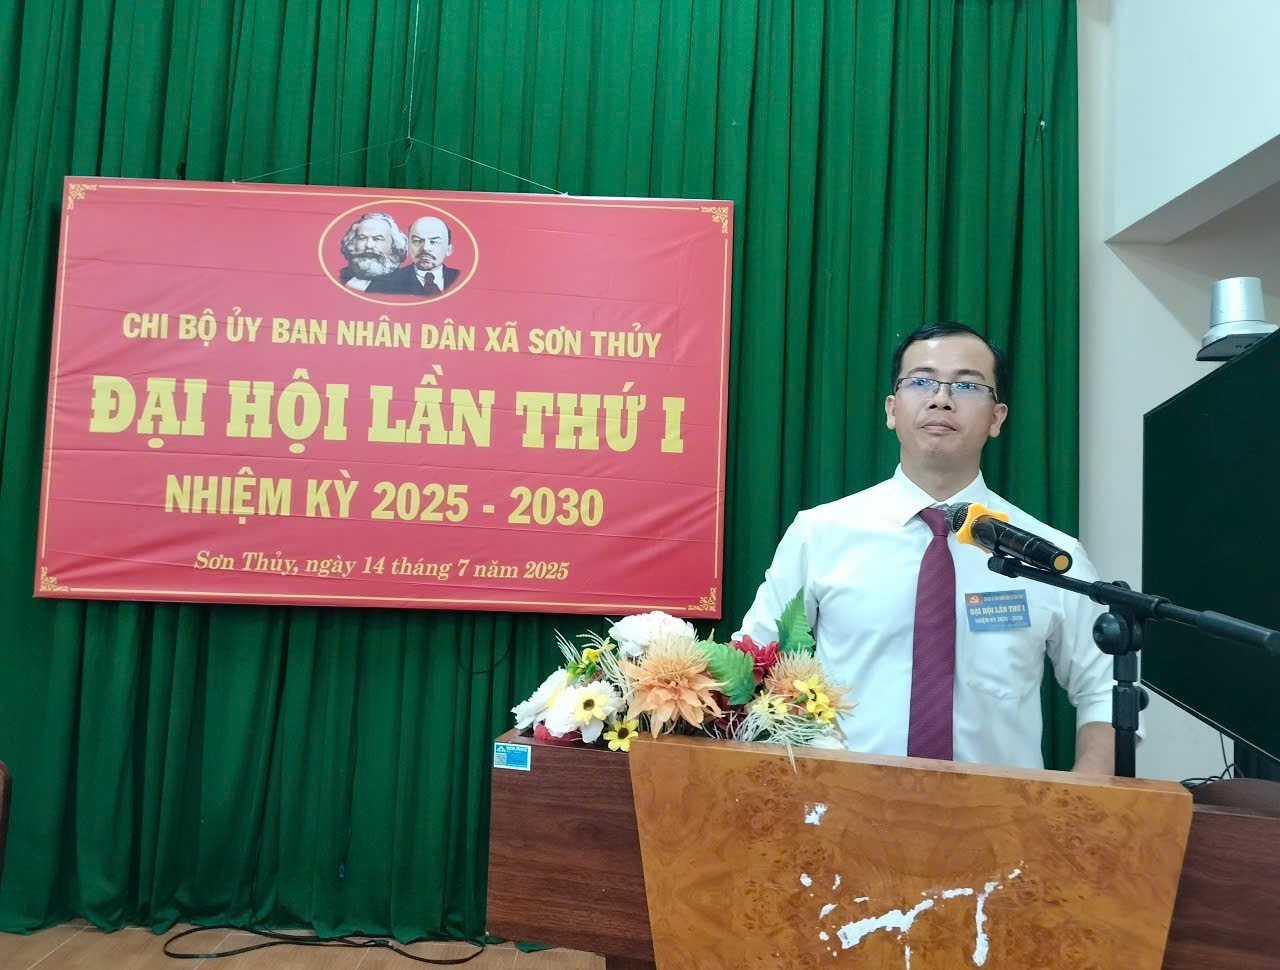 CHI BỘ ỦY BAN NHÂN DÂN XÃ SƠN THỦY
ĐẠI HỘI LẦN THỨ I
NHIỆM KỲ 2025 - 2030
Sơn Thủy, ngày 14 tháng 7 năm 2025
ĐẠI HỘI LẦN THỨ I
NHIỆM KỲ 2025 - 2030